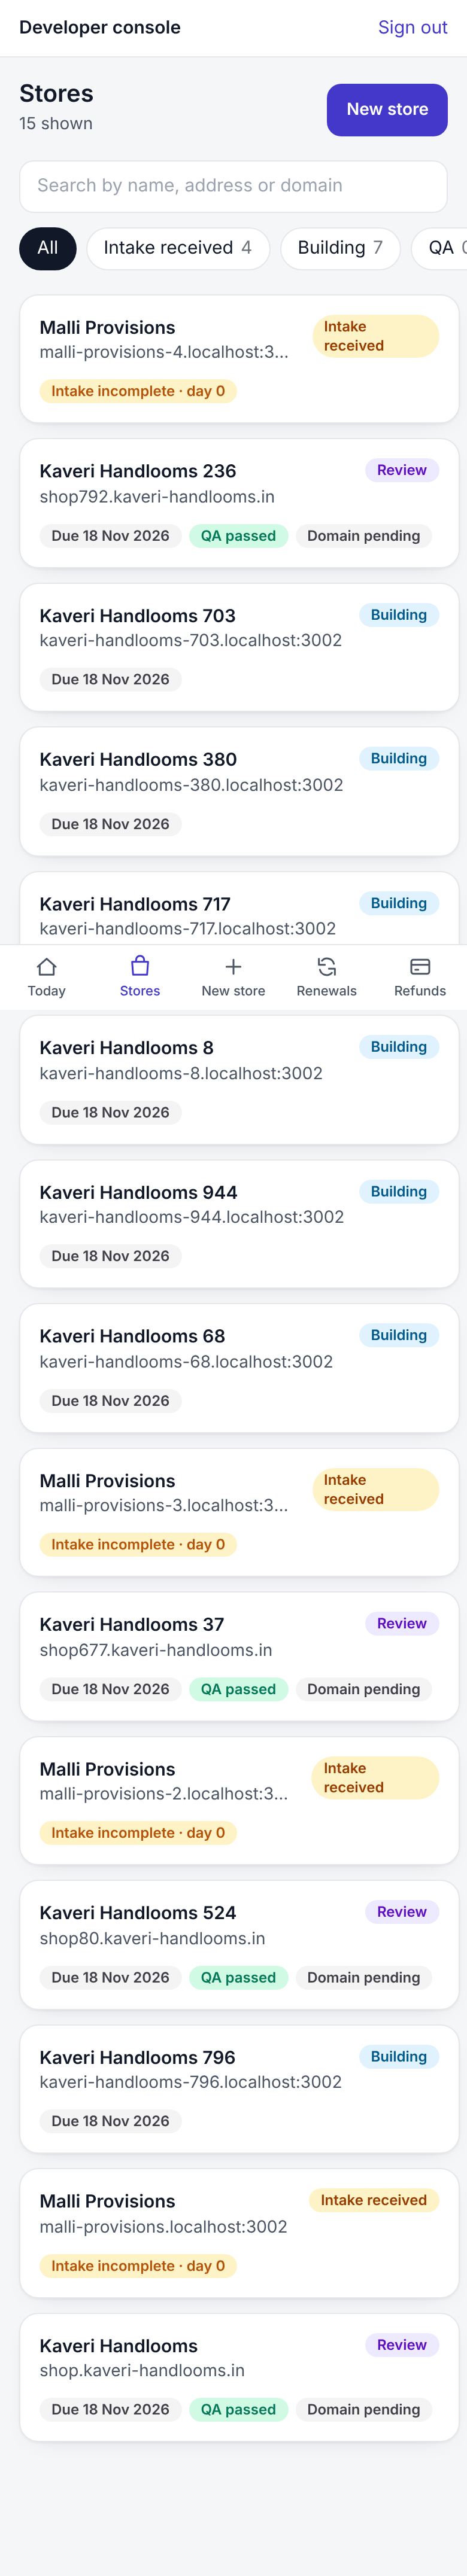 Developer console
Sign out
Stores
15 shown
New store
Search by name, address or domain
All
Intake received 4
Building 7
QA
Malli Provisions
Intake
received
malli-provisions-4.localhost:3...
Intake incomplete · day 0
Kaveri Handlooms 236
Review
shop792.kaveri-handlooms.in
Due 18 Nov 2026
QA passed
Domain pending
Kaveri Handlooms 703
Building
kaveri-handlooms-703.localhost:3002
Due 18 Nov 2026
Kaveri Handlooms 380
Building
kaveri-handlooms-380.localhost:3002
Due 18 Nov 2026
Kaveri Handlooms 717
Building
kaveri-handlooms-717.localhost:3002
Today
Stores
New store
Renewals
Refunds
Kaveri Handlooms 8
Building
kaveri-handlooms-8.localhost:3002
Due 18 Nov 2026
Kaveri Handlooms 944
Building
kaveri-handlooms-944.localhost:3002
Due 18 Nov 2026
Kaveri Handlooms 68
Building
kaveri-handlooms-68.localhost:3002
Due 18 Nov 2026
Malli Provisions
Intake
received
malli-provisions-3.localhost:3...
Intake incomplete · day 0
Kaveri Handlooms 37
Review
shop677.kaveri-handlooms.in
Due 18 Nov 2026
QA passed
Domain pending
Malli Provisions
Intake
received
malli-provisions-2.localhost:3...
Intake incomplete · day 0
Kaveri Handlooms 524
Review
shop80.kaveri-handlooms.in
Due 18 Nov 2026
QA passed
Domain pending
Kaveri Handlooms 796
Building
kaveri-handlooms-796.localhost:3002
Due 18 Nov 2026
Malli Provisions
Intake received
malli-provisions.localhost:3002
Intake incomplete · day 0
Kaveri Handlooms
Review
shop.kaveri-handlooms.in
Due 18 Nov 2026
QA passed
Domain pending